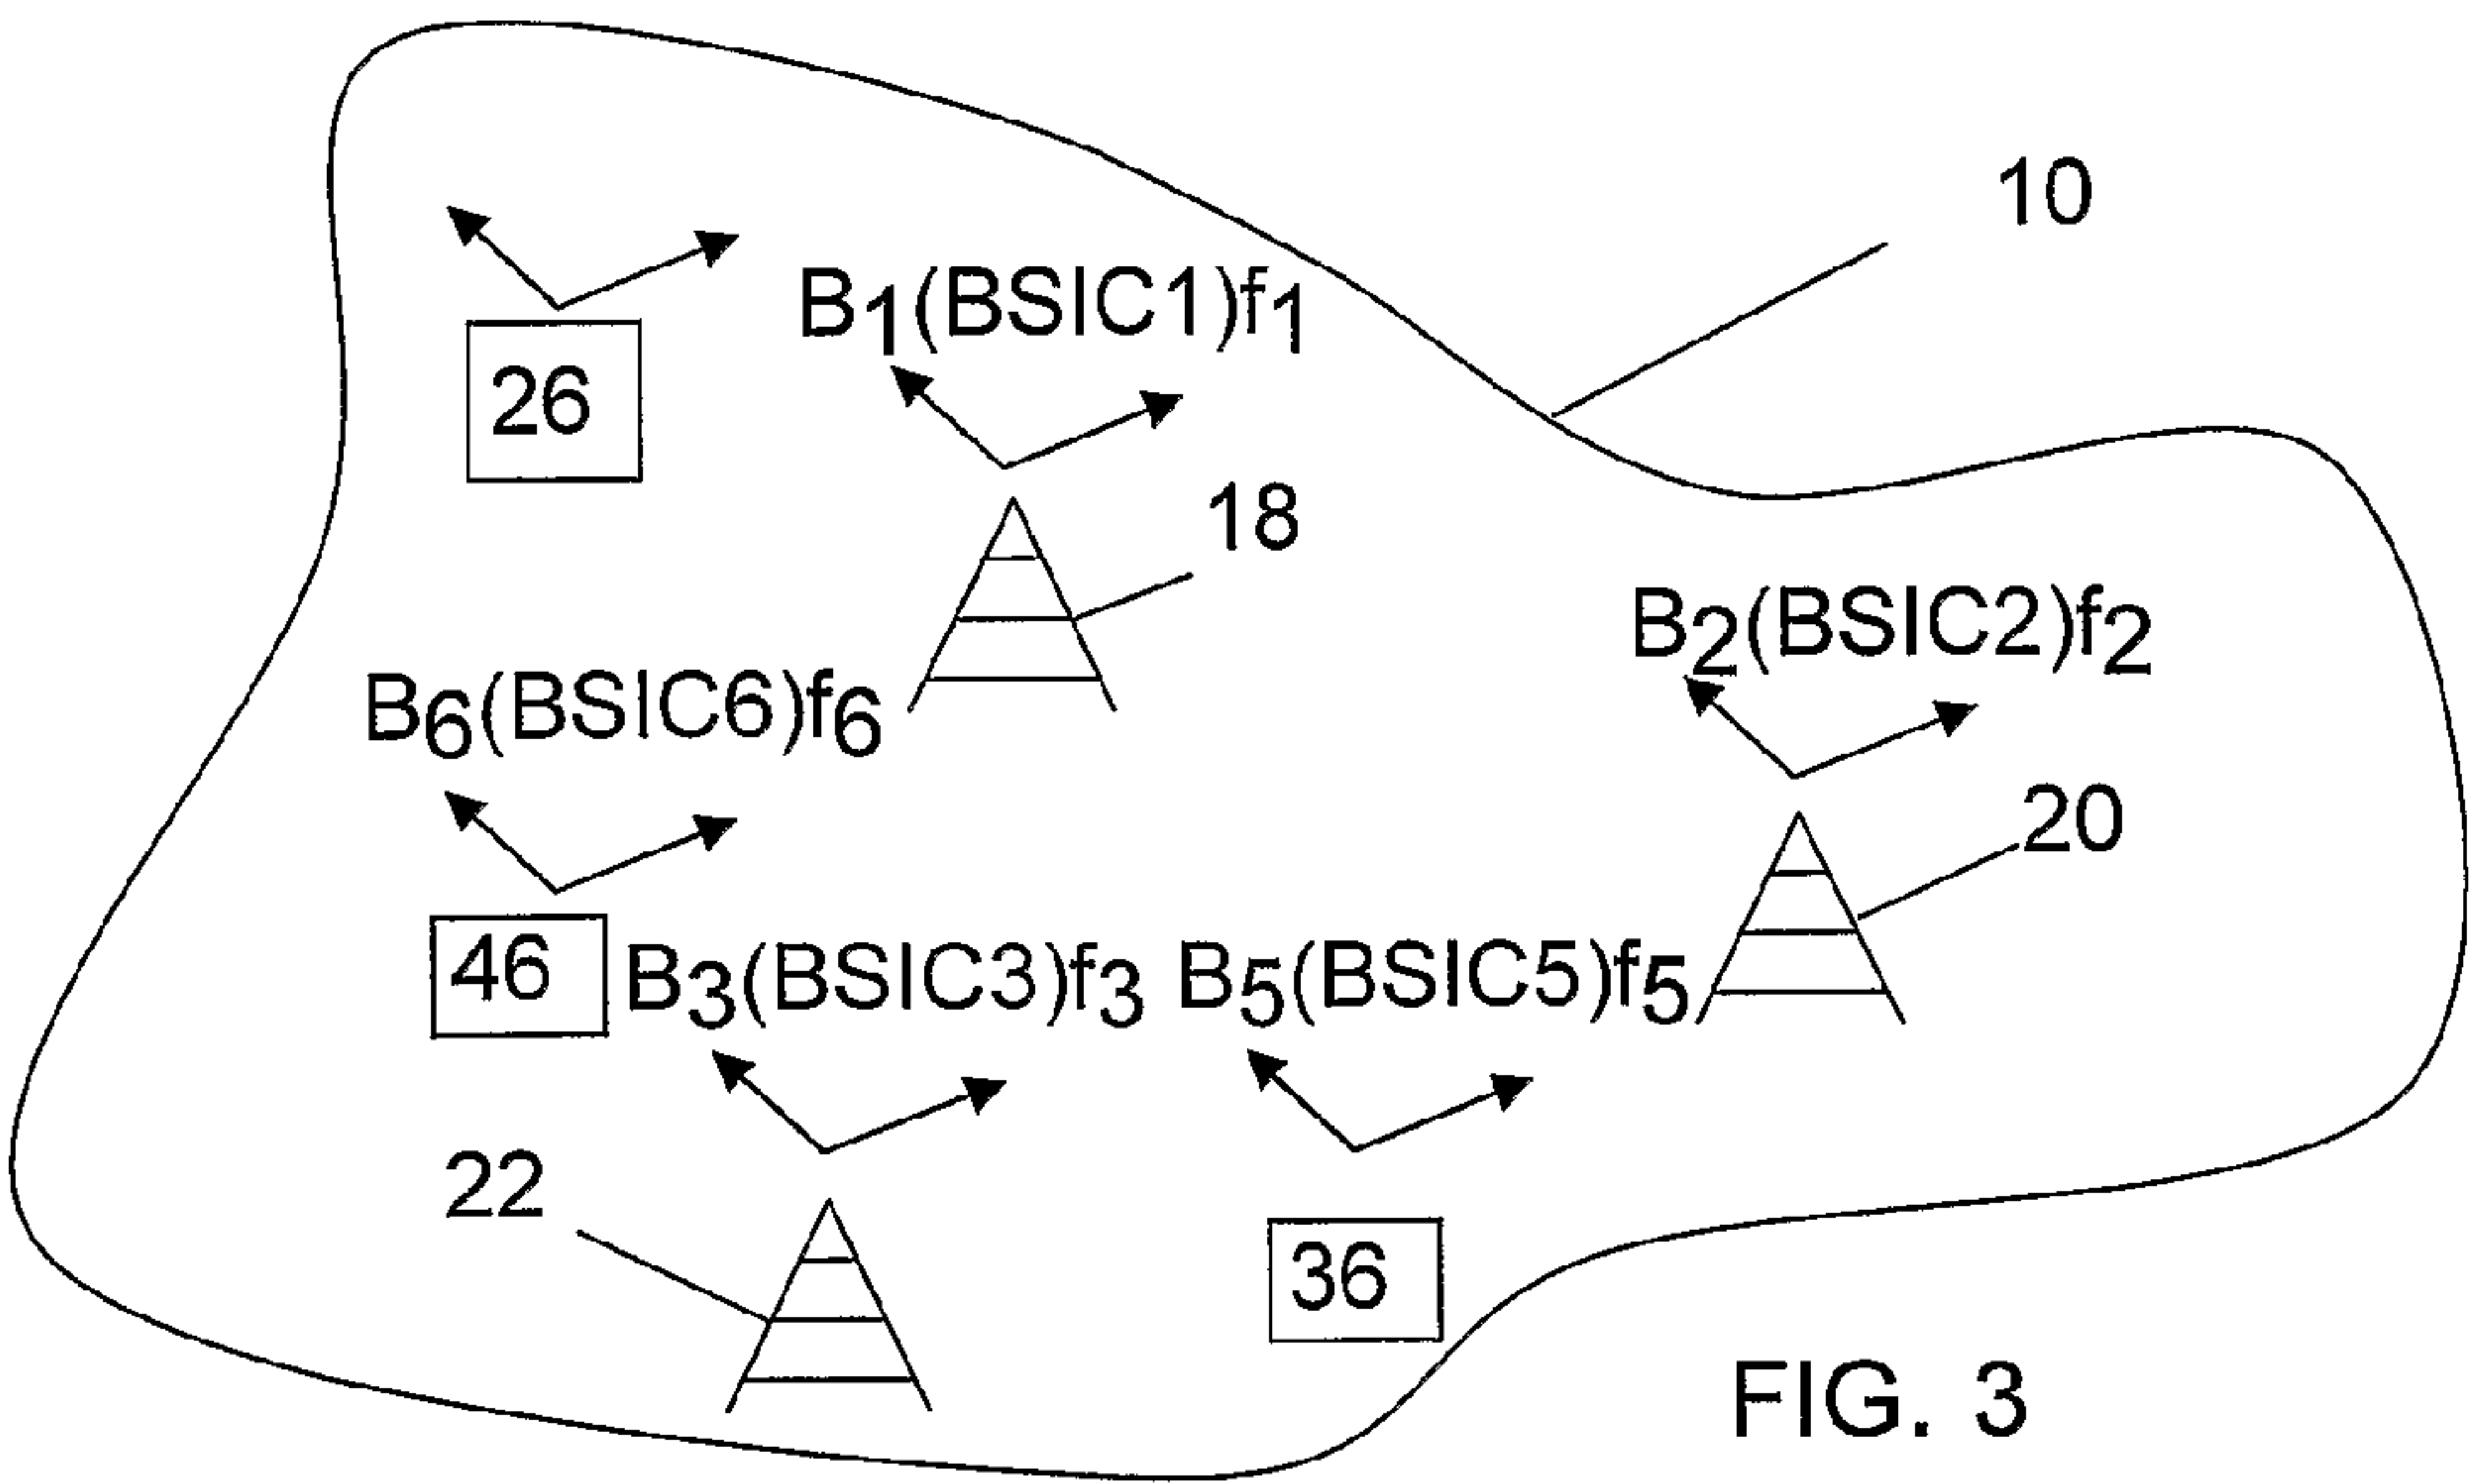 10
B₁(BSIC1)f₁
26
18
B₂(BSIC2)f₂
B₆(BSIC6)f₆
20
46
B₃(BSIC3)f₃
B₅(BSIC5)f₅
22
36
FIG. 3